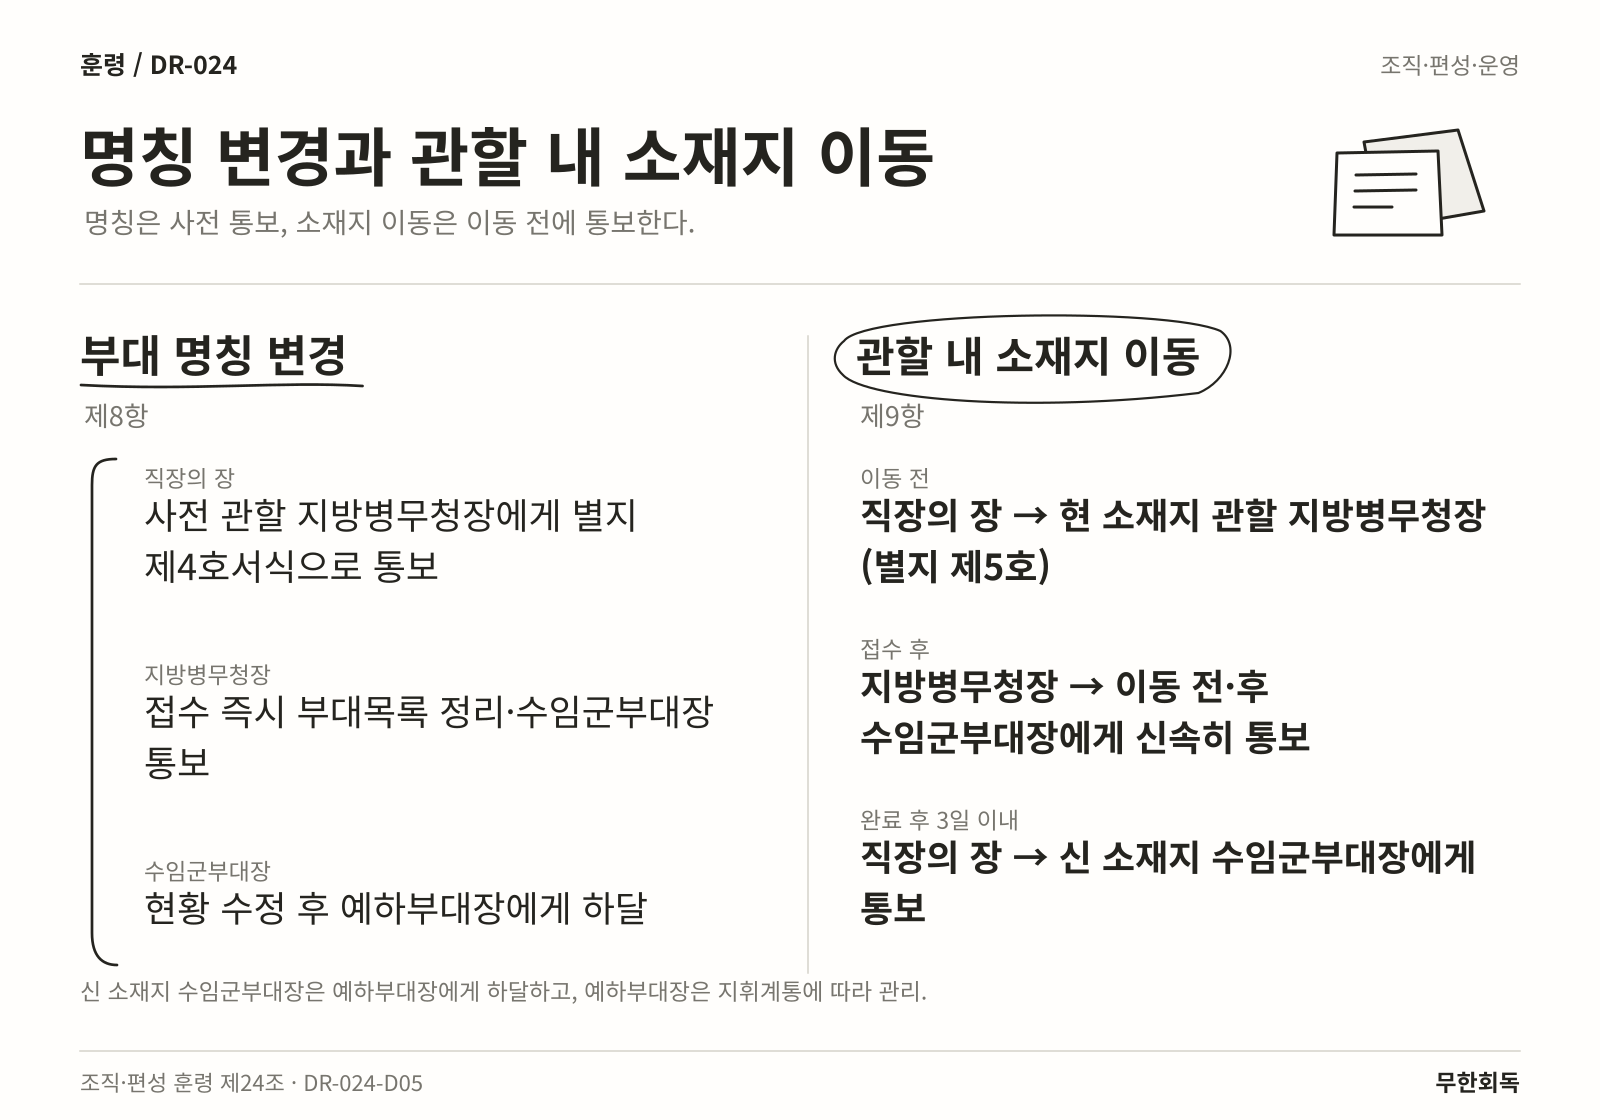 훈령 / DR-024
조직·편성·운영
명칭 변경과 관할 내 소재지 이동
명칭은 사전 통보, 소재지 이동은 이동 전에 통보한다.
부대 명칭 변경
제8항
직장의 장
사전 관할 지방병무청장에게 별지
제4호서식으로 통보
지방병무청장
접수 즉시 부대목록 정리·수임군부대장
통보
수임군부대장
현황 수정 후 예하부대장에게 하달
관할 내 소재지 이동
제9항
이동 전
직장의 장 → 현 소재지 관할 지방병무청장
(별지 제5호)
접수 후
지방병무청장 → 이동 전·후
수임군부대장에게 신속히 통보
완료 후 3일 이내
직장의 장 → 신 소재지 수임군부대장에게
통보
신 소재지 수임군부대장은 예하부대장에게 하달하고, 예하부대장은 지휘계통에 따라 관리.
조직·편성 훈령 제24조 · DR-024-D05
무한회독